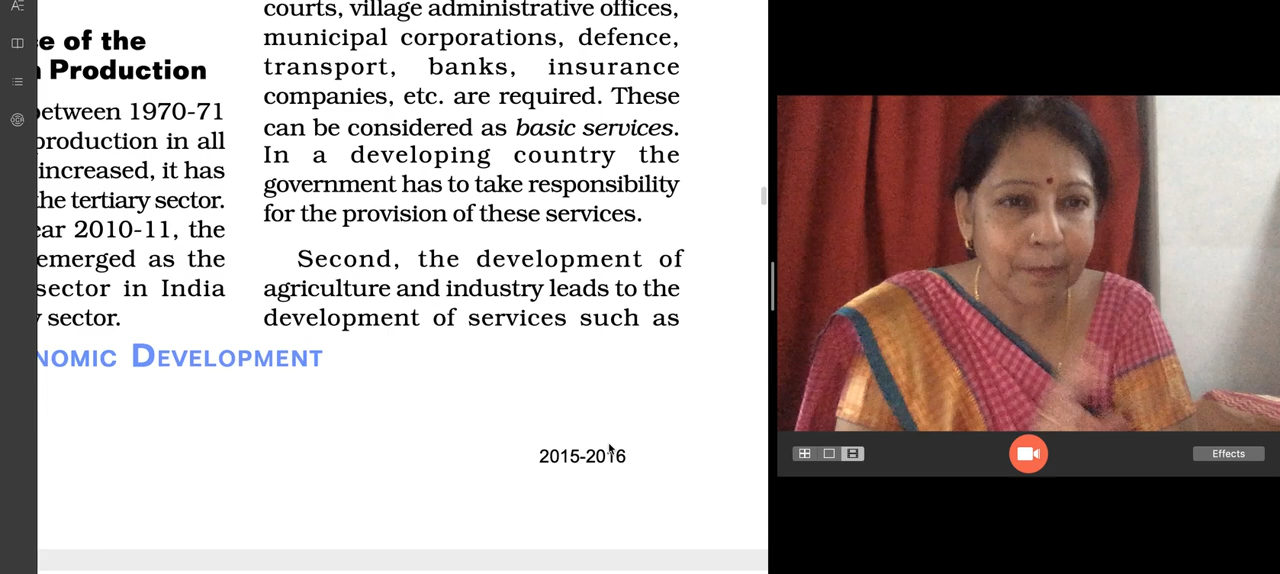 e of the
Production
between 1970-71
production in all
increased, it has
the tertiary sector.
ear 2010-11, the
emerged as the
sector in India
sector.
courts, village administrative offices,
municipal corporations, defence,
transport, banks, insurance
companies, etc. are required. These
can be considered as basic services.
In a developing country the
government has to take responsibility
for the provision of these services.
Second, the development of
agriculture and industry leads to the
development of services such as
NOMIC DEVELOPMENT
2015-2016
Effects